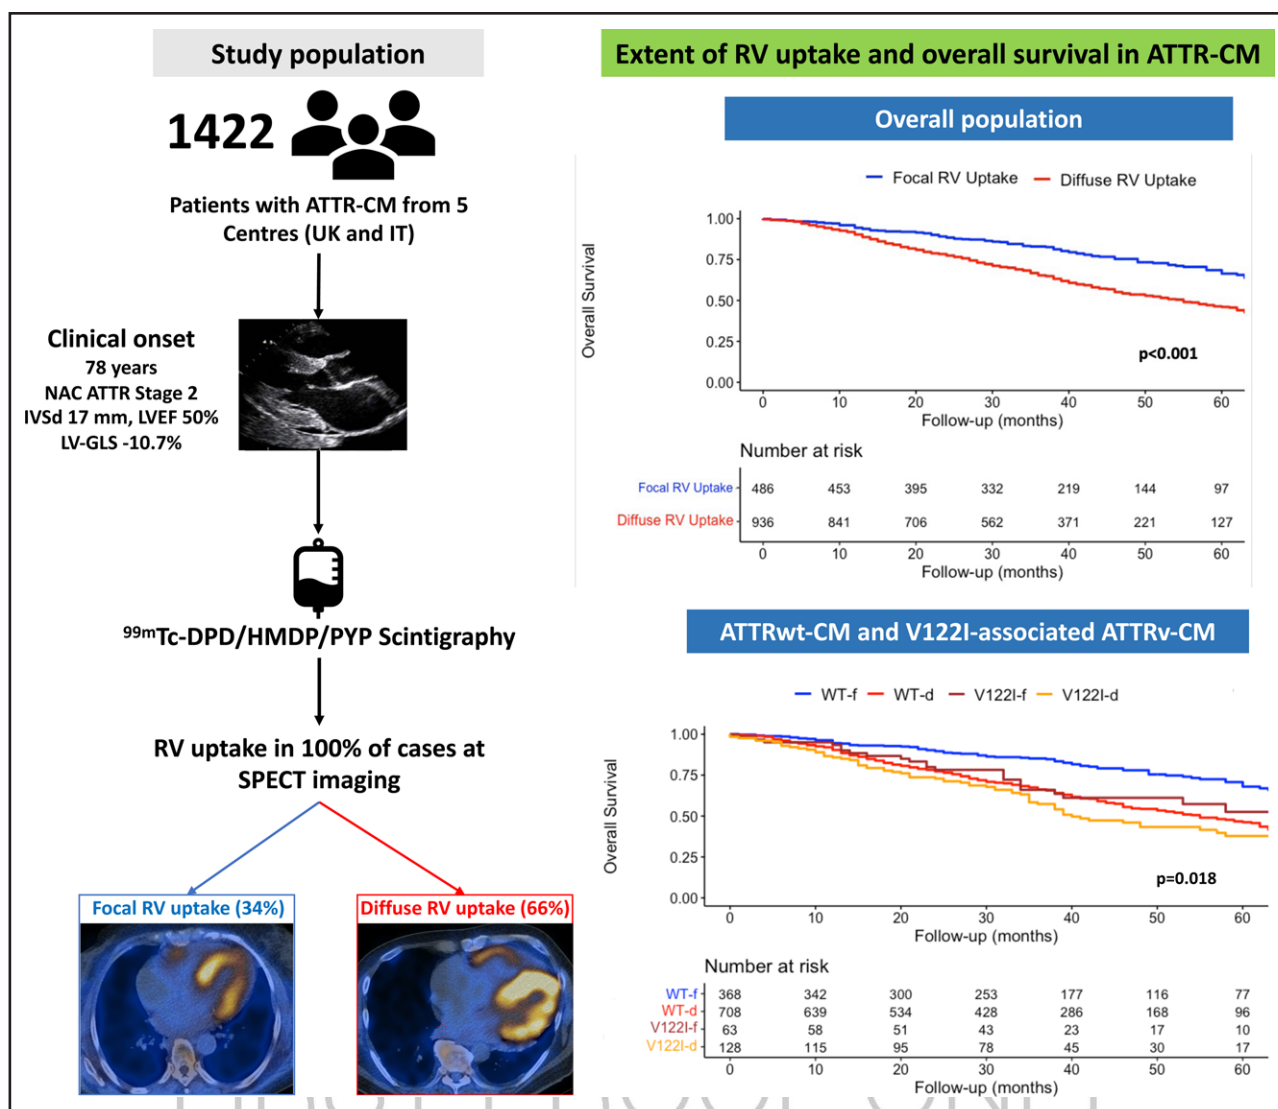 Study population
1422
Patients with ATTR-CM from 5
Centres (UK and IT)
Clinical onset
78 years
NAC ATTR Stage 2
IVSd 17 mm, LVEF 50%
LV-GLS -10.7%
99mTc-DPD/HMDP/PYP Scintigraphy
RV uptake in 100% of cases at
SPECT imaging
Focal RV uptake (34%)
Diffuse RV uptake (66%)
Extent of RV uptake and overall survival in ATTR-CM
Overall population
Focal RV Uptake Diffuse RV Uptake
Overall Survival
1.00
0.75
0.50
0.25
0.00
p<0.001
0 10 20 30 40 50 60
Follow-up (months)
Number at risk
Focal RV Uptake 486 453 395 332 219 144 97
Diffuse RV Uptake 936 841 706 562 371 221 127
0 10 20 30 40 50 60
Follow-up (months)
ATTRwt-CM and V122I-associated ATTRv-CM
WT-f WT-d V122I-f V122I-d
Overall Survival
1.00
0.75
0.50
0.25
0.00
p=0.018
0 10 20 30 40 50 60
Follow-up (months)
Number at risk
WT-f 368 342 300 253 177 116 77
WT-d 708 639 534 428 286 168 96
V122I-f 63 58 51 43 23 17 10
V122I-d 128 115 95 78 45 30 17
0 10 20 30 40 50 60
Follow-up (months)